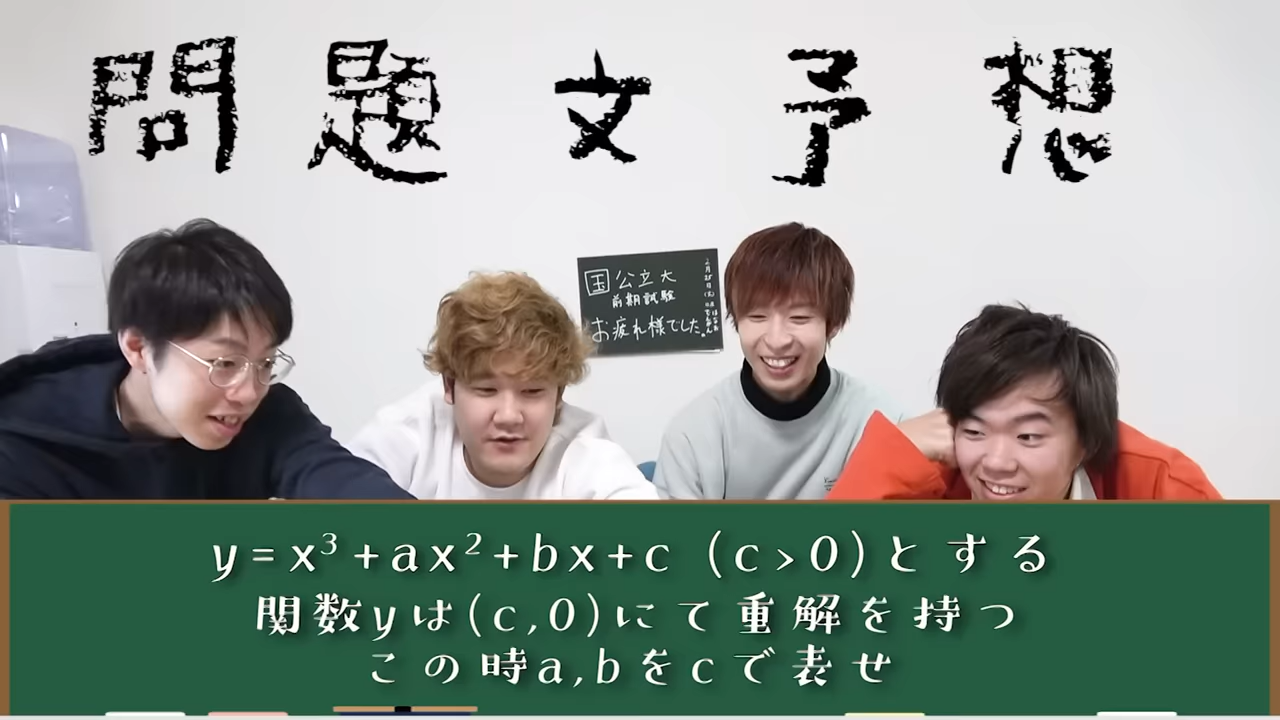 問題文予想
国公立大
前期試験
お疲れ様でした。
y=x³+ax²+bx+c (c>0)とする
関数yは(c,0)にて重解を持つ
この時a,bをcで表せ